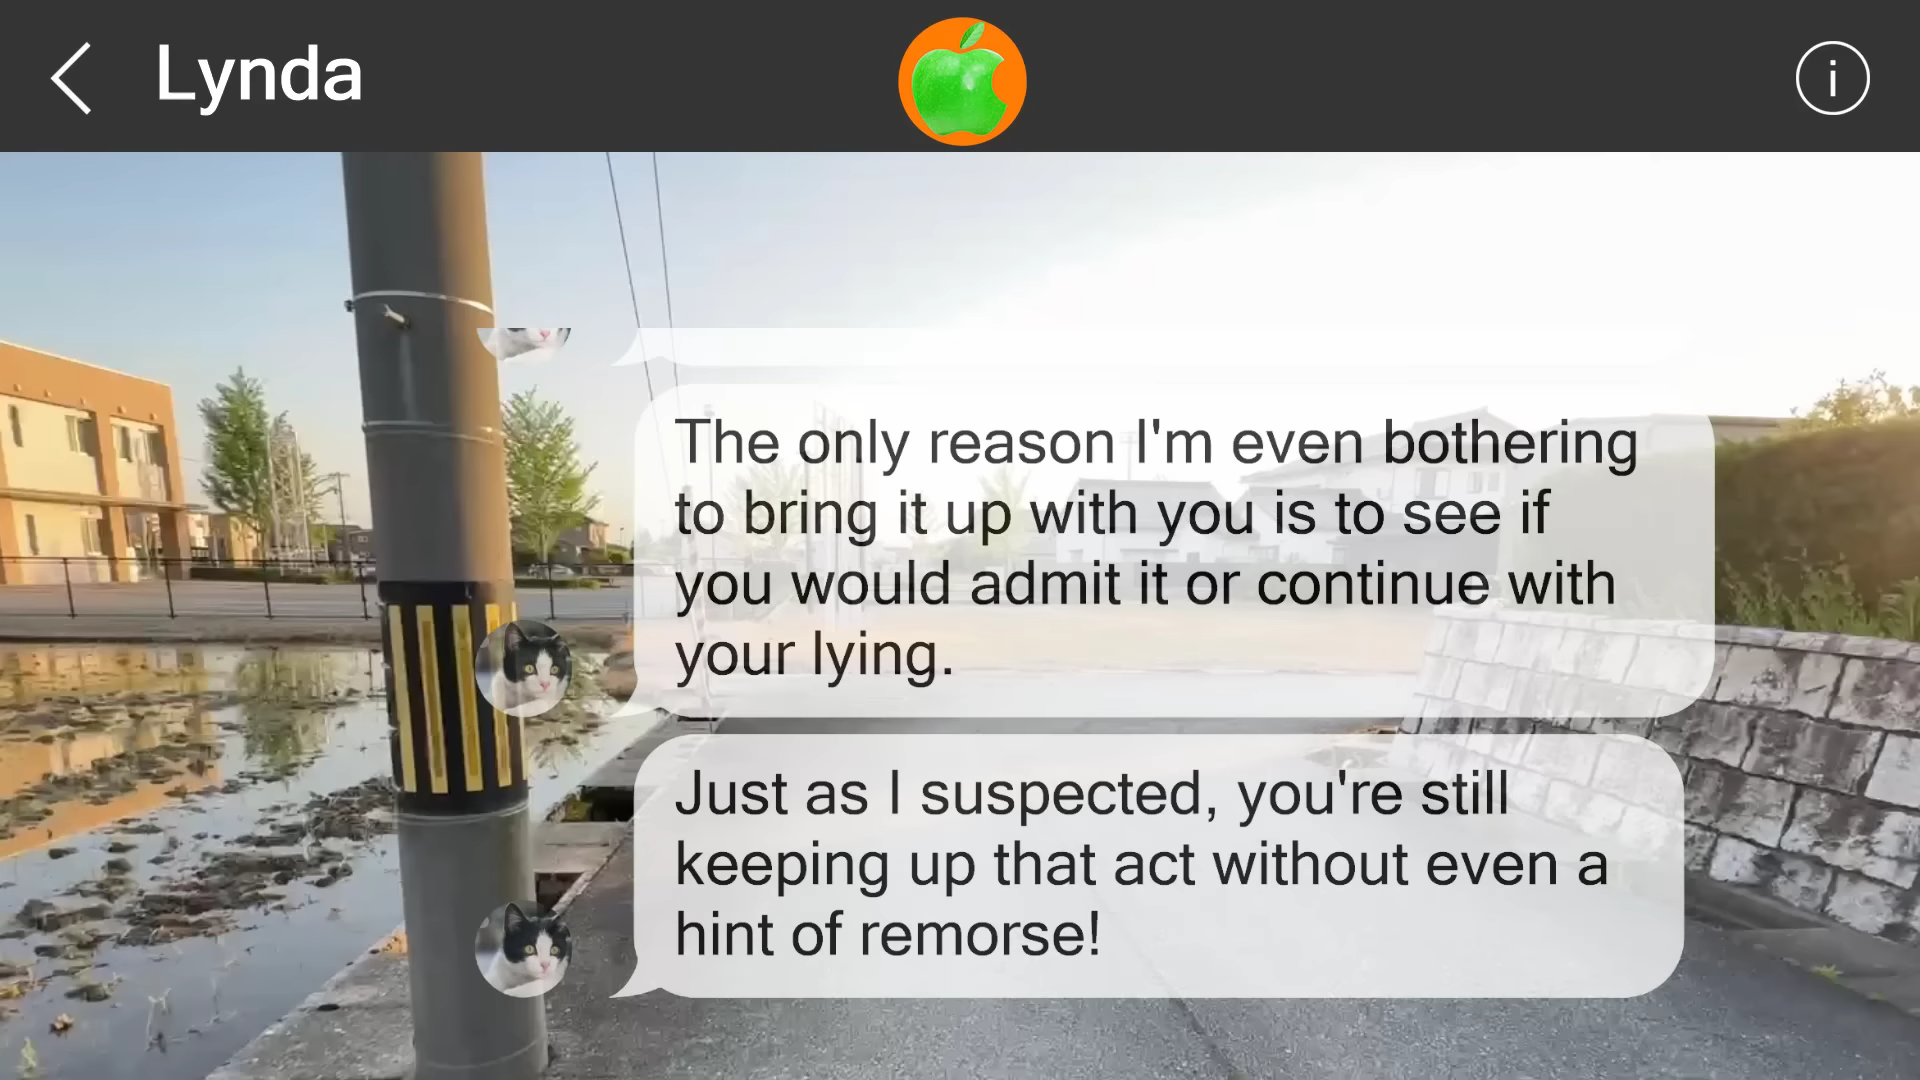 Lynda
The only reason I'm even bothering
to bring it up with you is to see if
you would admit it or continue with
your lying.
Just as I suspected, you're still
keeping up that act without even a
hint of remorse!